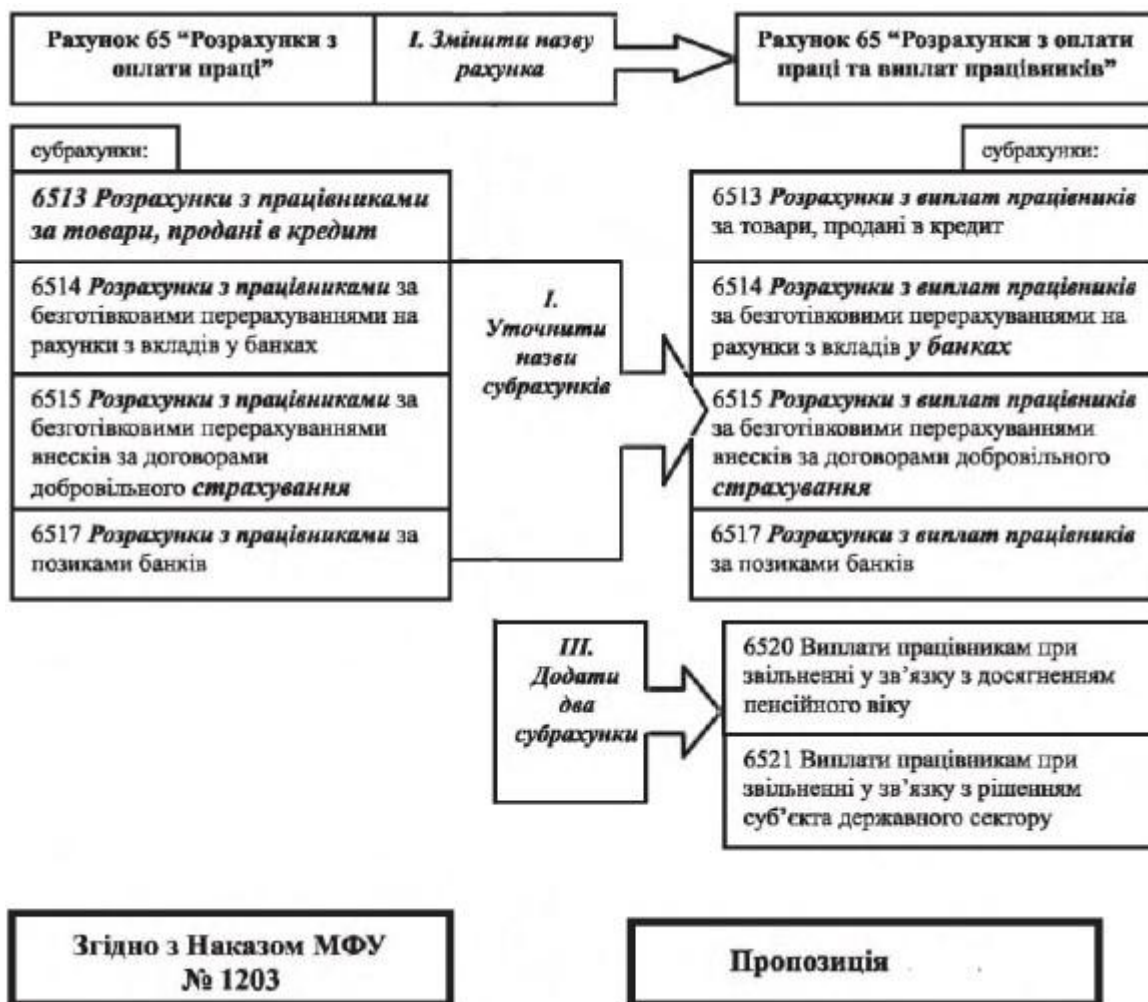 Рахунок 65 “Розрахунки з
оплати праці”
І. Змінити назву
рахунка
Рахунок 65 “Розрахунки з оплати
праці та виплат працівників”
субрахунки:
6513 Розрахунки з працівниками
за товари, продані в кредит
6514 Розрахунки з працівниками за
безготівковими перерахуваннями на
рахунки з вкладів у банках
6515 Розрахунки з працівниками за
безготівковими перерахуваннями
внесків за договорами
добровільного страхування
6517 Розрахунки з працівниками за
позиками банків
І.
Уточнити
назви
субрахунків
субрахунки:
6513 Розрахунки з виплат працівників
за товари, продані в кредит
6514 Розрахунки з виплат працівників
за безготівковими перерахуваннями на
рахунки з вкладів у банках
6515 Розрахунки з виплат працівників
за безготівковими перерахуваннями
внесків за договорами добровільного
страхування
6517 Розрахунки з виплат працівників
за позиками банків
ІІІ.
Додати
два
субрахунки
6520 Виплати працівникам при
звільненні у зв’язку з досягненням
пенсійного віку
6521 Виплати працівникам при
звільненні у зв’язку з рішенням
суб’єкта державного сектору
Згідно з Наказом МФУ
№ 1203
Пропозиція